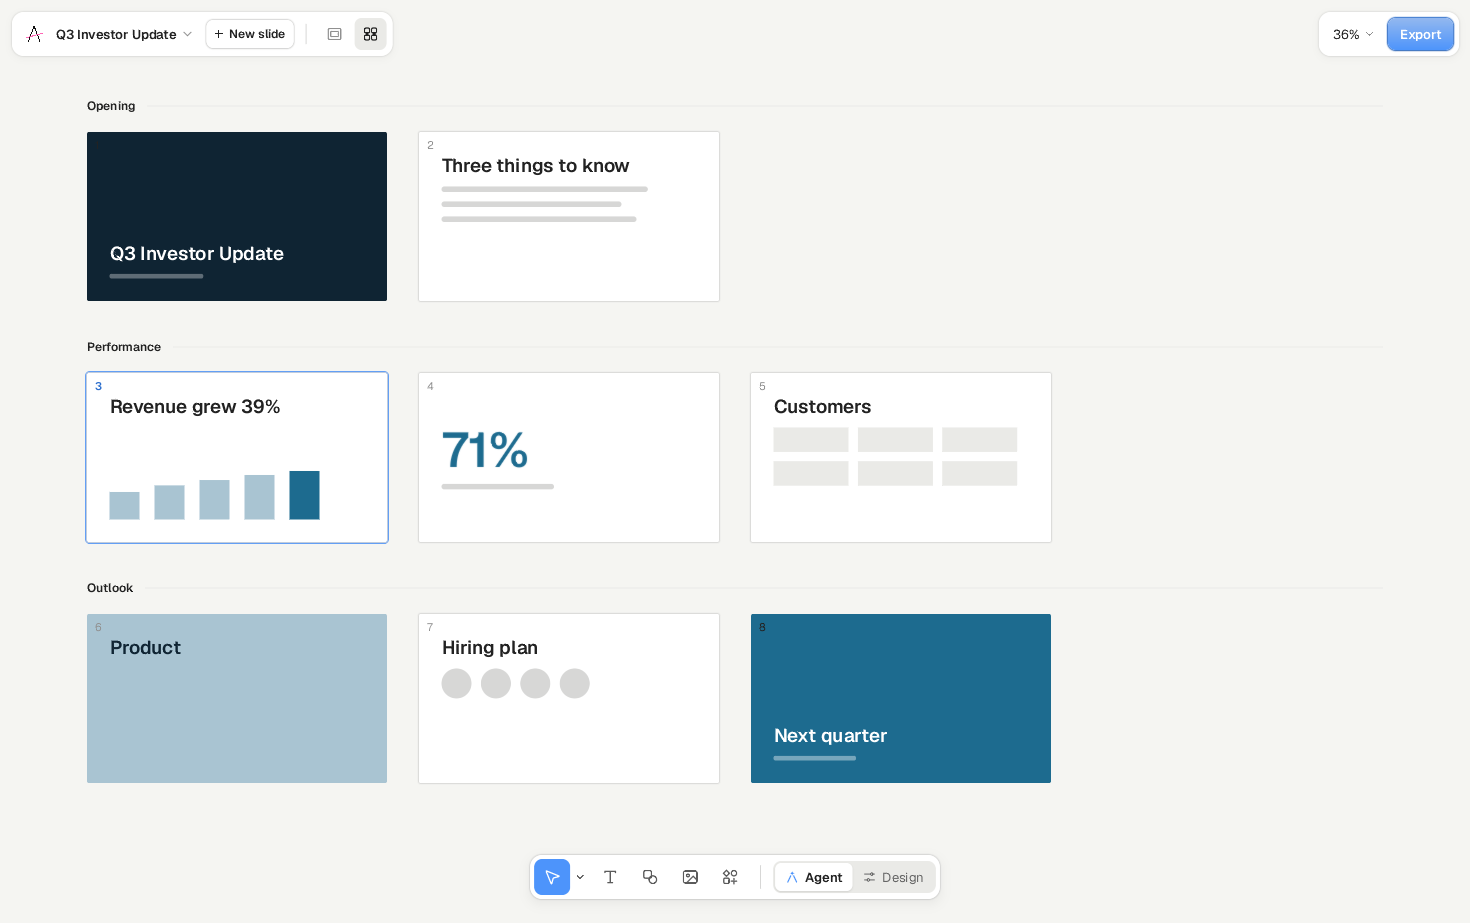 Q3 Investor Update
New slide
36%
Export
Opening
Q3 Investor Update
2
Three things to know
Performance
3
Revenue grew 39%
4
71%
5
Customers
Outlook
6
Product
7
Hiring plan
8
Next quarter
Agent
Design